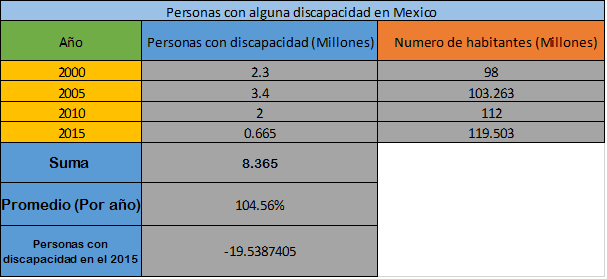 Personas con alguna discapacidad en Mexico
Año Personas con discapacidad (Millones) Numero de habitantes (Millones)
2000 2.3 98
2005 3.4 103.263
2010 2 112
2015 0.665 119.503
Suma 8.365
Promedio (Por año) 104.56%
Personas con
discapacidad en el 2015 -19.5387405